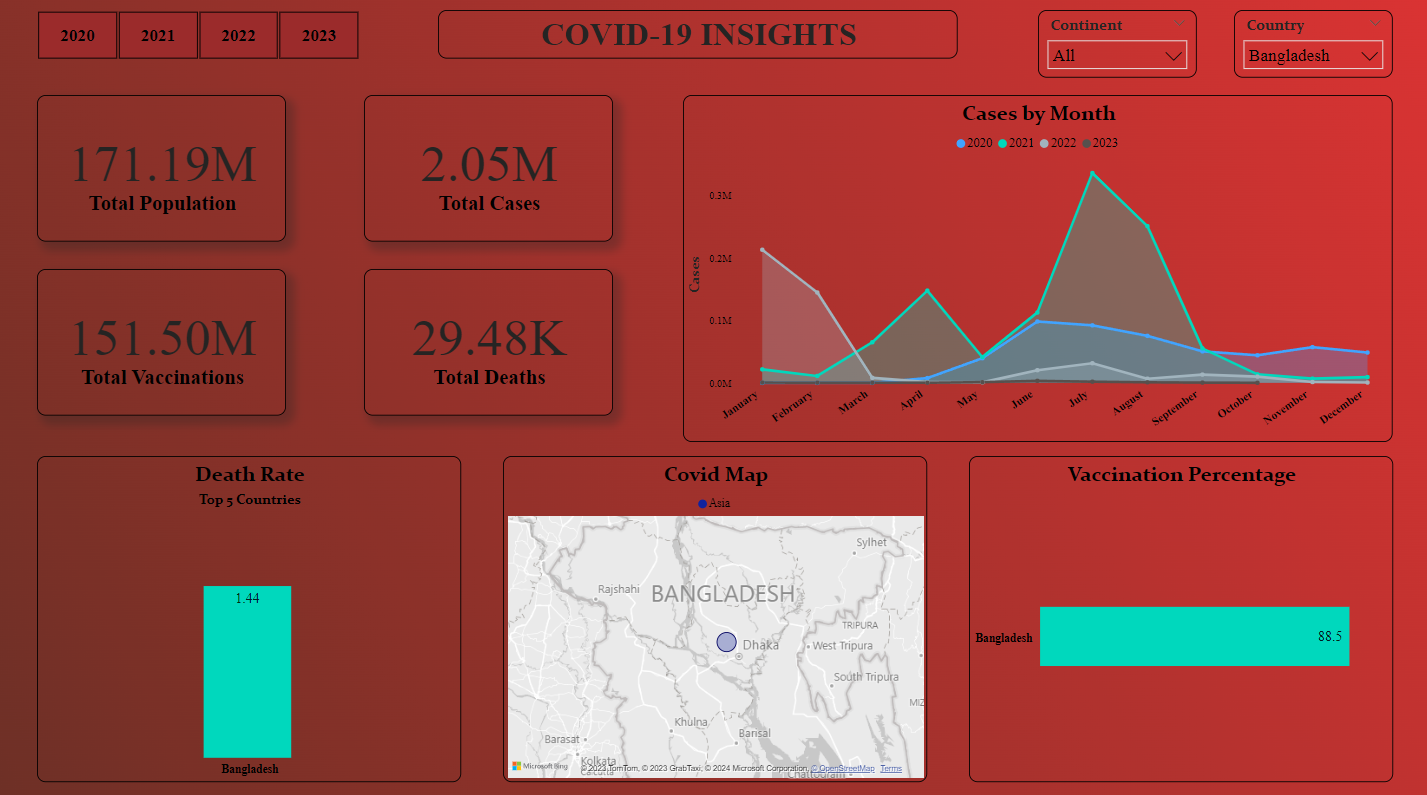 2020 2021 2022 2023
COVID-19 INSIGHTS
Continent
All
Country
Bangladesh
171.19M
Total Population
2.05M
Total Cases
151.50M
Total Vaccinations
29.48K
Total Deaths
Cases by Month
2020 2021 2022 2023
Cases
0.3M
0.2M
0.1M
0.0M
January February March April May June July August September October November December
Death Rate
Top 5 Countries
1.44
Bangladesh
Covid Map
Asia
Sylhet
Rajshahi
BANGLADESH
TRIPURA
Dhaka
West Tripura
South Tripura
MIZ
Khulna
Barisal
Barasat
Kolkata
Calcutta
Chattogram
Microsoft Bing
© 2023 TomTom, © 2023 GrabTaxi, © 2024 Microsoft Corporation, © OpenStreetMap Terms
Vaccination Percentage
Bangladesh
88.5